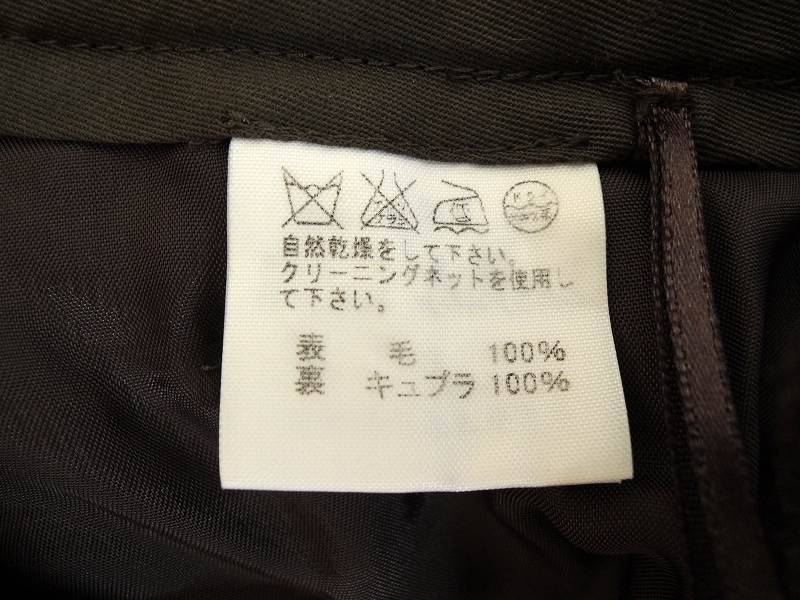 自然乾燥をして下さい。
クリーニングネットを使用し
て下さい。
表 毛 100%
裏 キュプラ 100%